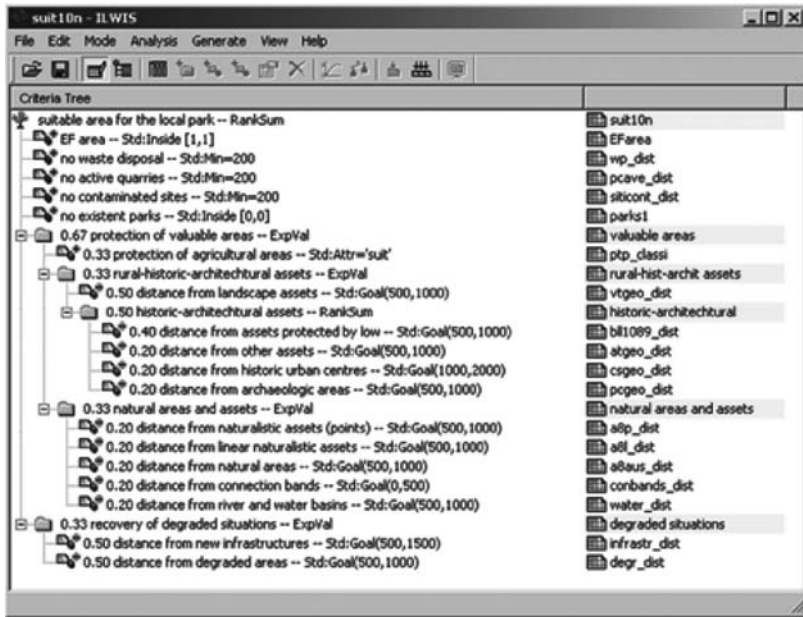 suit10n - ILWIS
File Edit Mode Analysis Generate View Help
Criteria Tree
suitable area for the local park -- RankSum suit10n
EF area -- Std:Inside [1,1] EFarea
no waste disposal -- Std:Min=200 wp_dist
no active quarries -- Std:Min=200 pcave_dist
no contaminated sites -- Std:Min=200 siticont_dist
no existent parks -- Std:Inside [0,0] parks1
0.67 protection of valuable areas -- ExpVal valuable areas
0.33 protection of agricultural areas -- Std:Attr='suit' ptp_classi
0.33 rural-historic-architechtural assets -- ExpVal rural-hist-archit assets
0.50 distance from landscape assets -- Std:Goal(500,1000) vtgeo_dist
0.50 historic-architechtural assets -- RankSum historic-architechtural
0.40 distance from assets protected by low -- Std:Goal(500,1000) bll1089_dist
0.20 distance from other assets -- Std:Goal(500,1000) atgeo_dist
0.20 distance from historic urban centres -- Std:Goal(1000,2000) csgeo_dist
0.20 distance from archaeologic areas -- Std:Goal(500,1000) pcgeo_dist
0.33 natural areas and assets -- ExpVal natural areas and assets
0.20 distance from naturalistic assets (points) -- Std:Goal(500,1000) a8p_dist
0.20 distance from linear naturalistic assets -- Std:Goal(500,1000) a8l_dist
0.20 distance from natural areas -- Std:Goal(500,1000) a8aus_dist
0.20 distance from connection bands -- Std:Goal(0,500) conbands_dist
0.20 distance from river and water basins -- Std:Goal(500,1000) water_dist
0.33 recovery of degraded situations -- ExpVal degraded situations
0.50 distance from new infrastructures -- Std:Goal(500,1500) infrastr_dist
0.50 distance from degraded areas -- Std:Goal(500,1000) degr_dist